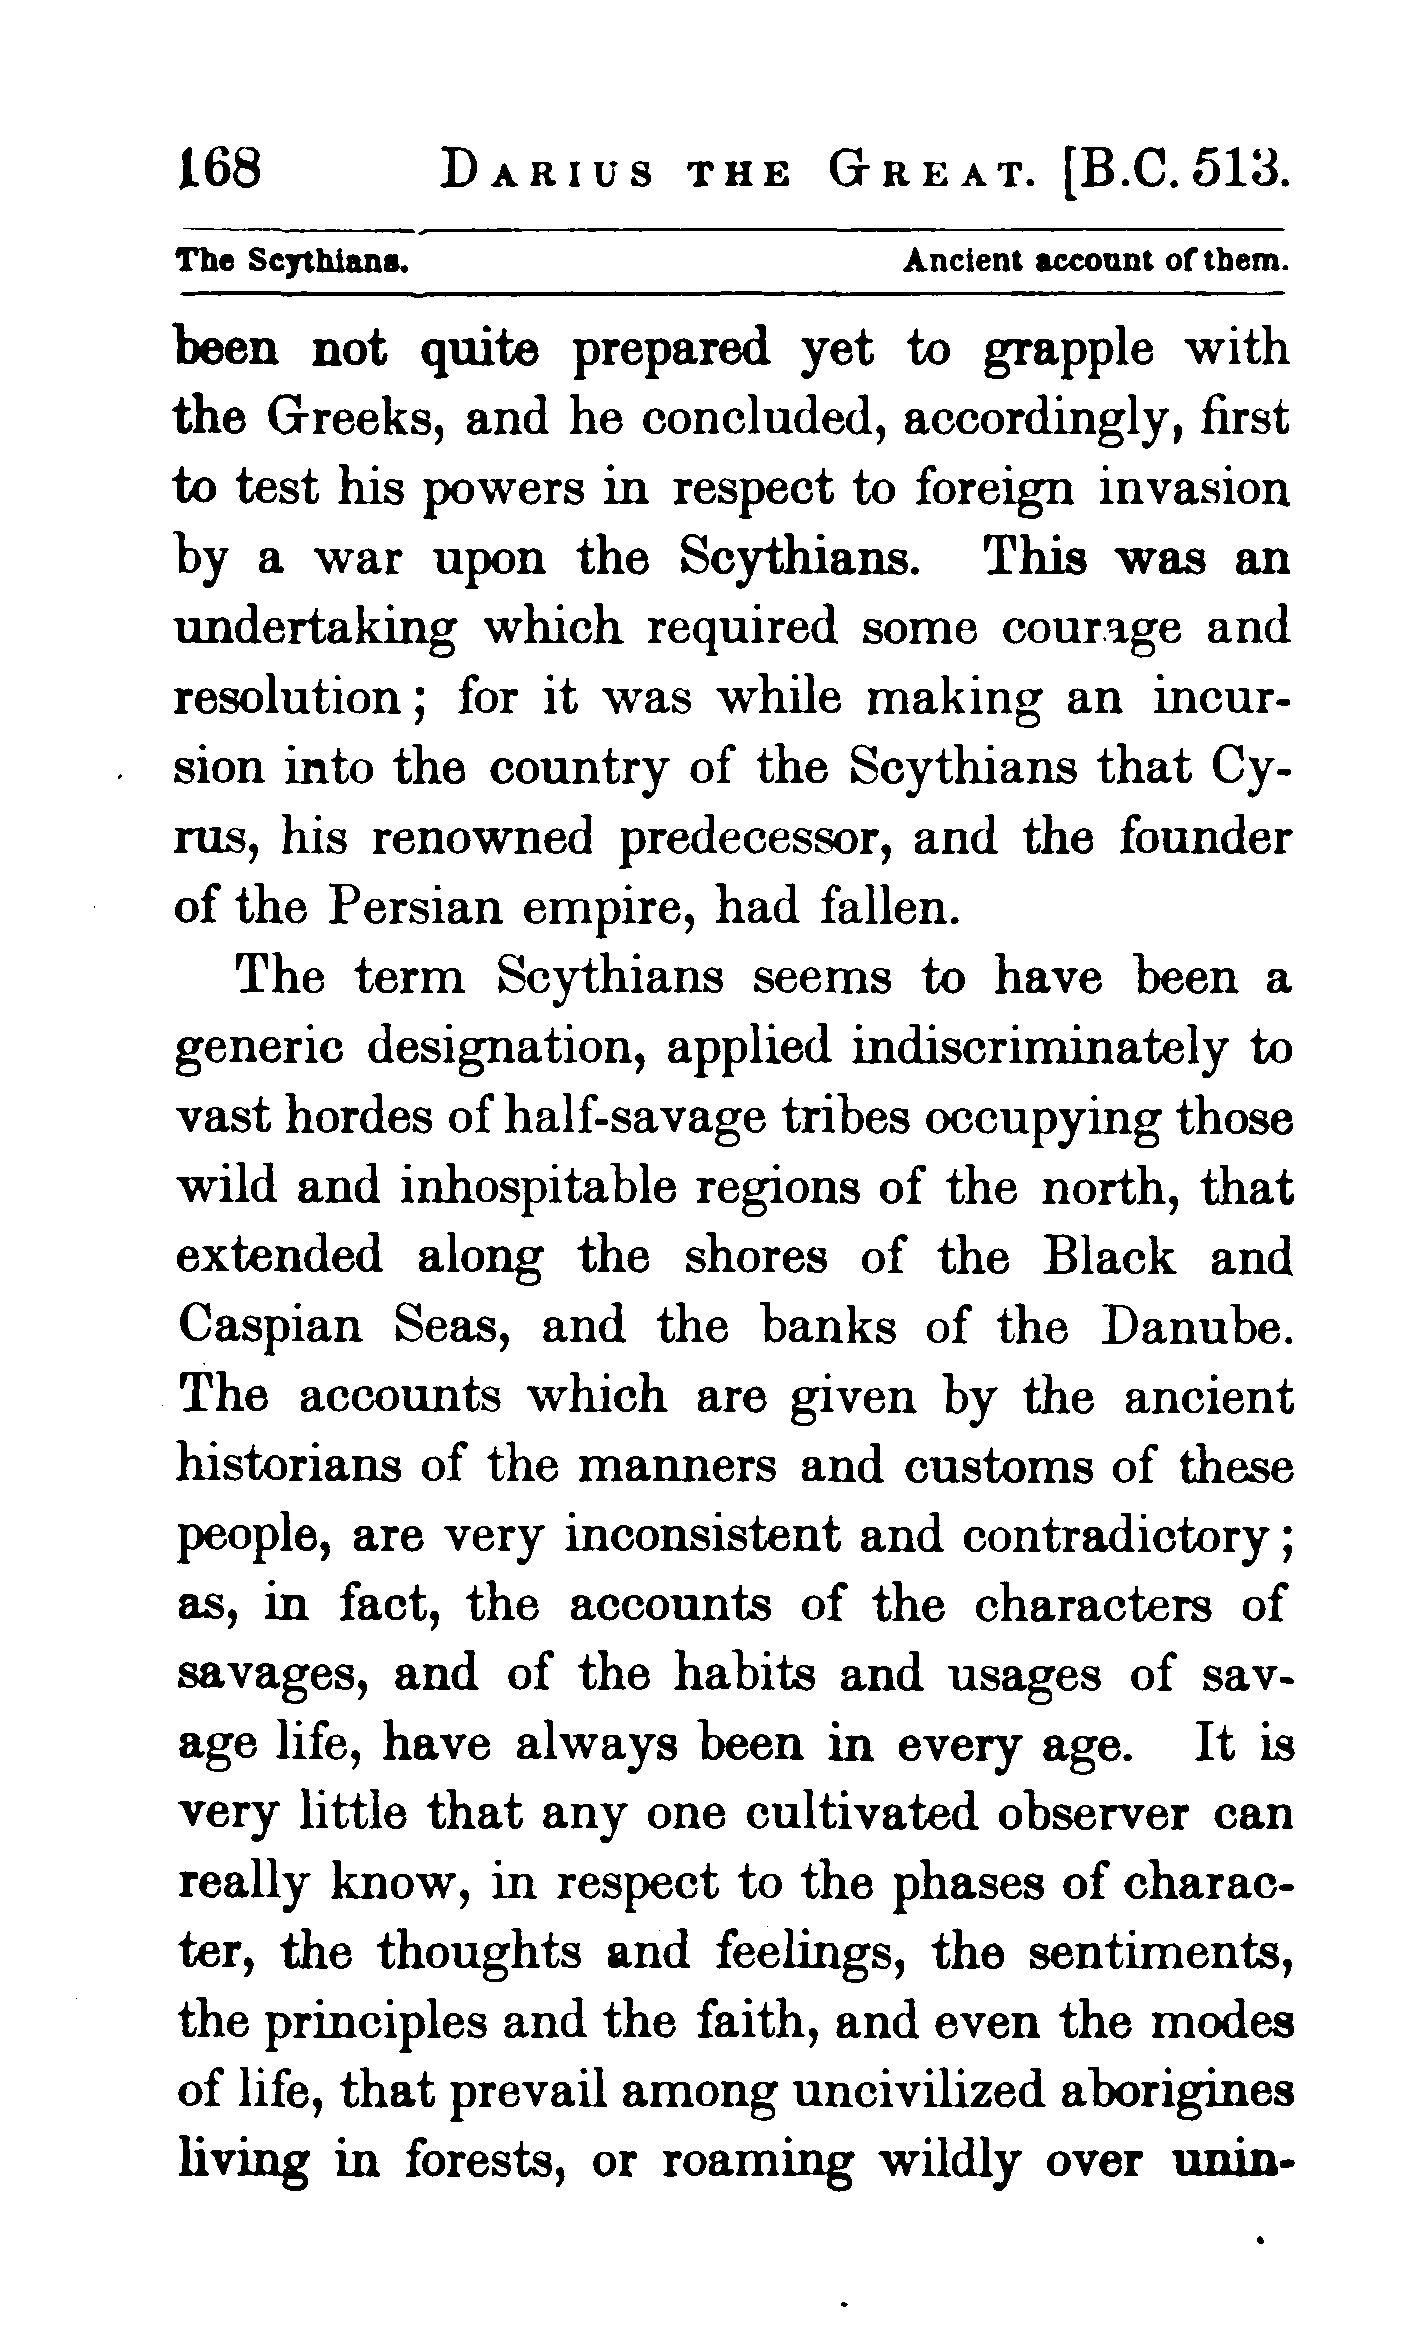 168 DARIUS THE GREAT. [B.C. 513.
The Scythians. Ancient account of them.
been not quite prepared yet to grapple with
the Greeks, and he concluded, accordingly, first
to test his powers in respect to foreign invasion
by a war upon the Scythians. This was an
undertaking which required some courage and
resolution; for it was while making an incur-
sion into the country of the Scythians that Cy-
rus, his renowned predecessor, and the founder
of the Persian empire, had fallen.
The term Scythians seems to have been a
generic designation, applied indiscriminately to
vast hordes of half-savage tribes occupying those
wild and inhospitable regions of the north, that
extended along the shores of the Black and
Caspian Seas, and the banks of the Danube.
The accounts which are given by the ancient
historians of the manners and customs of these
people, are very inconsistent and contradictory;
as, in fact, the accounts of the characters of
savages, and of the habits and usages of sav-
age life, have always been in every age. It is
very little that any one cultivated observer can
really know, in respect to the phases of charac-
ter, the thoughts and feelings, the sentiments,
the principles and the faith, and even the modes
of life, that prevail among uncivilized aborigines
living in forests, or roaming wildly over unin-